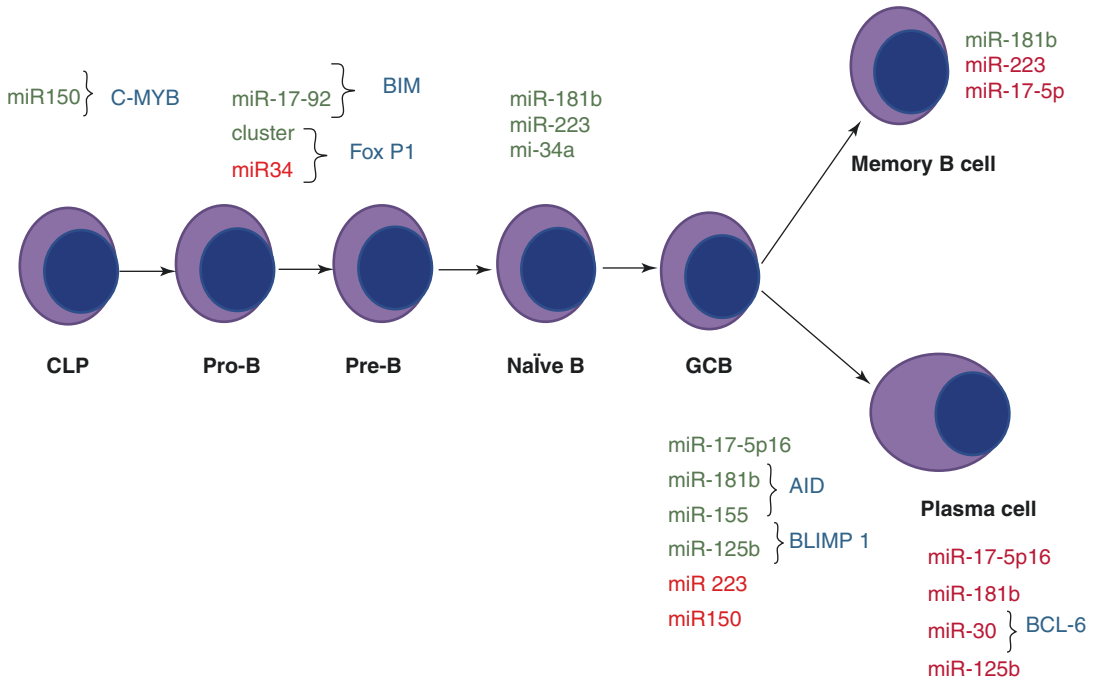 miR150
C-MYB
miR-17-92
cluster
miR34
BIM
Fox P1
miR-181b
miR-223
mi-34a
miR-181b
miR-223
miR-17-5p
Memory B cell
CLP
Pro-B
Pre-B
NaÏve B
GCB
miR-17-5p16
miR-181b
miR-155
miR-125b
miR 223
miR150
AID
BLIMP 1
Plasma cell
miR-17-5p16
miR-181b
miR-30
BCL-6
miR-125b